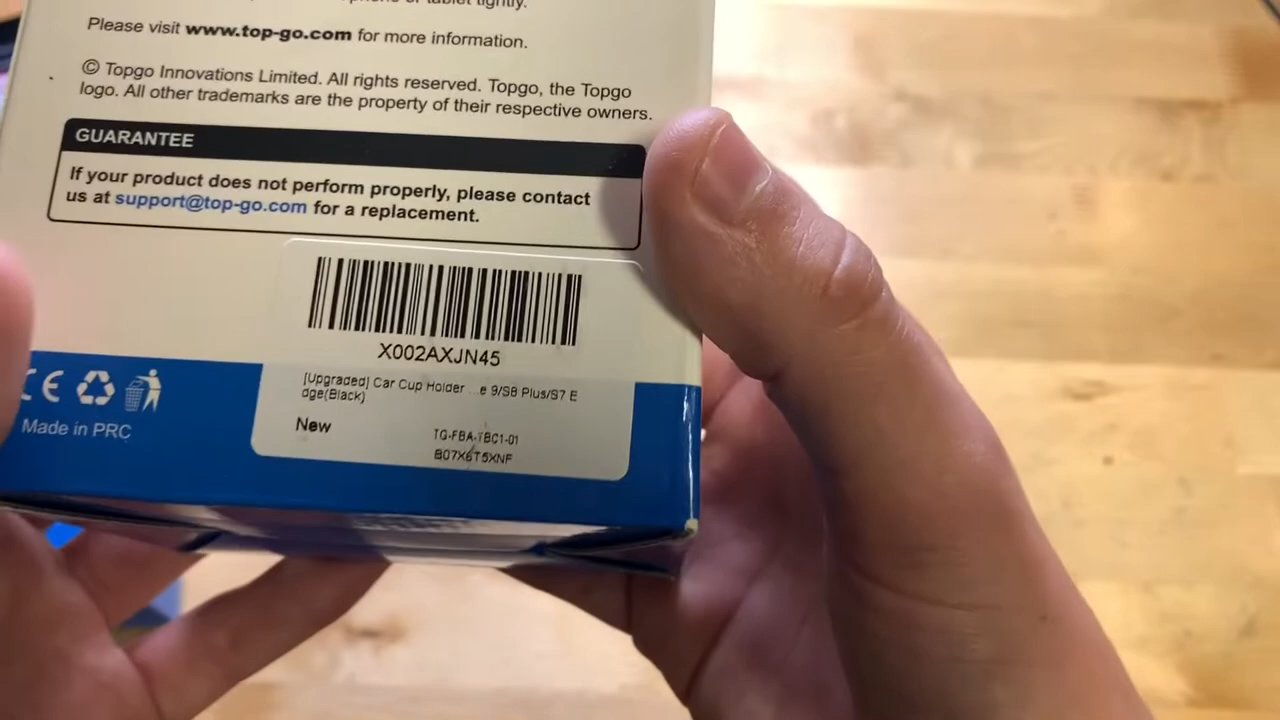 or tablet tightly.
Please visit www.top-go.com for more information.
© Topgo Innovations Limited. All rights reserved. Topgo, the Topgo
logo. All other trademarks are the property of their respective owners.
GUARANTEE
If your product does not perform properly, please contact
us at support@top-go.com for a replacement.
X002AXJN45
[Upgraded] Car Cup Holder ...e 9/S8 Plus/S7 E
dge(Black)
New
TG-FBA-TBC1-01
B07X6T5XNF
CE
Made in PRC